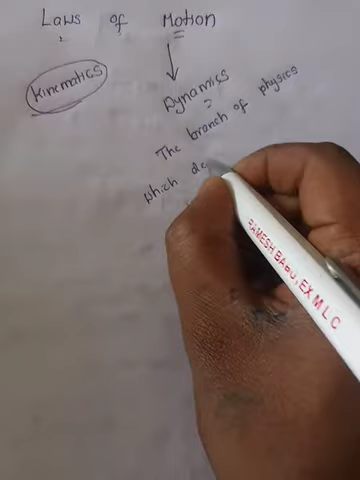 Laws of Motion
Kinematics
Dynamics
The branch of physics
which de
RAMESH BABU, EX M L C